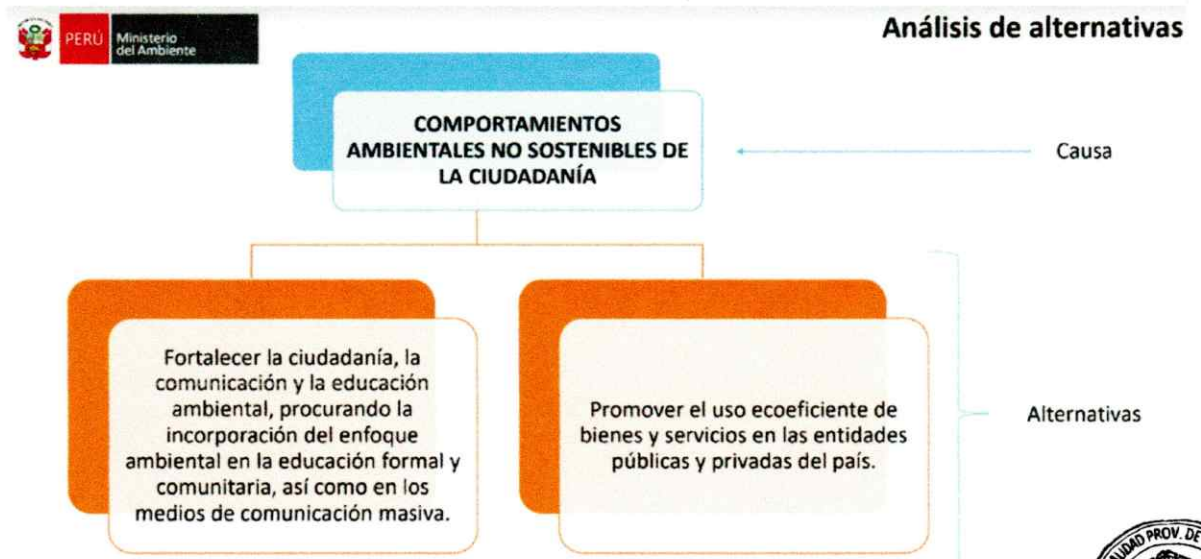 PERÚ
Ministerio
del Ambiente
Análisis de alternativas
COMPORTAMIENTOS
AMBIENTALES NO SOSTENIBLES DE
LA CIUDADANÍA
Causa
Fortalecer la ciudadanía, la
comunicación y la educación
ambiental, procurando la
incorporación del enfoque
ambiental en la educación formal y
comunitaria, así como en los
medios de comunicación masiva.
Promover el uso ecoeficiente de
bienes y servicios en las entidades
públicas y privadas del país.
Alternativas
PROV. DE